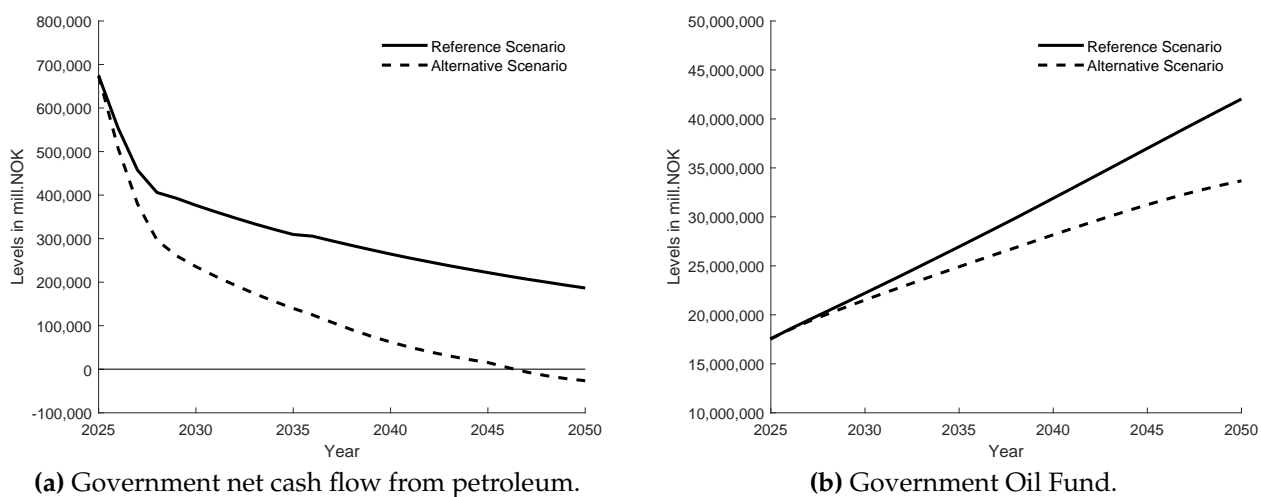 800,000
700,000
600,000
500,000
400,000
300,000
200,000
100,000
0
-100,000
Levels in mill.NOK
Reference Scenario
Alternative Scenario
2025 2030 2035 2040 2045 2050
Year
(a) Government net cash flow from petroleum.
50,000,000
45,000,000
40,000,000
35,000,000
30,000,000
25,000,000
20,000,000
15,000,000
10,000,000
Levels in mill.NOK
Reference Scenario
Alternative Scenario
2025 2030 2035 2040 2045 2050
Year
(b) Government Oil Fund.